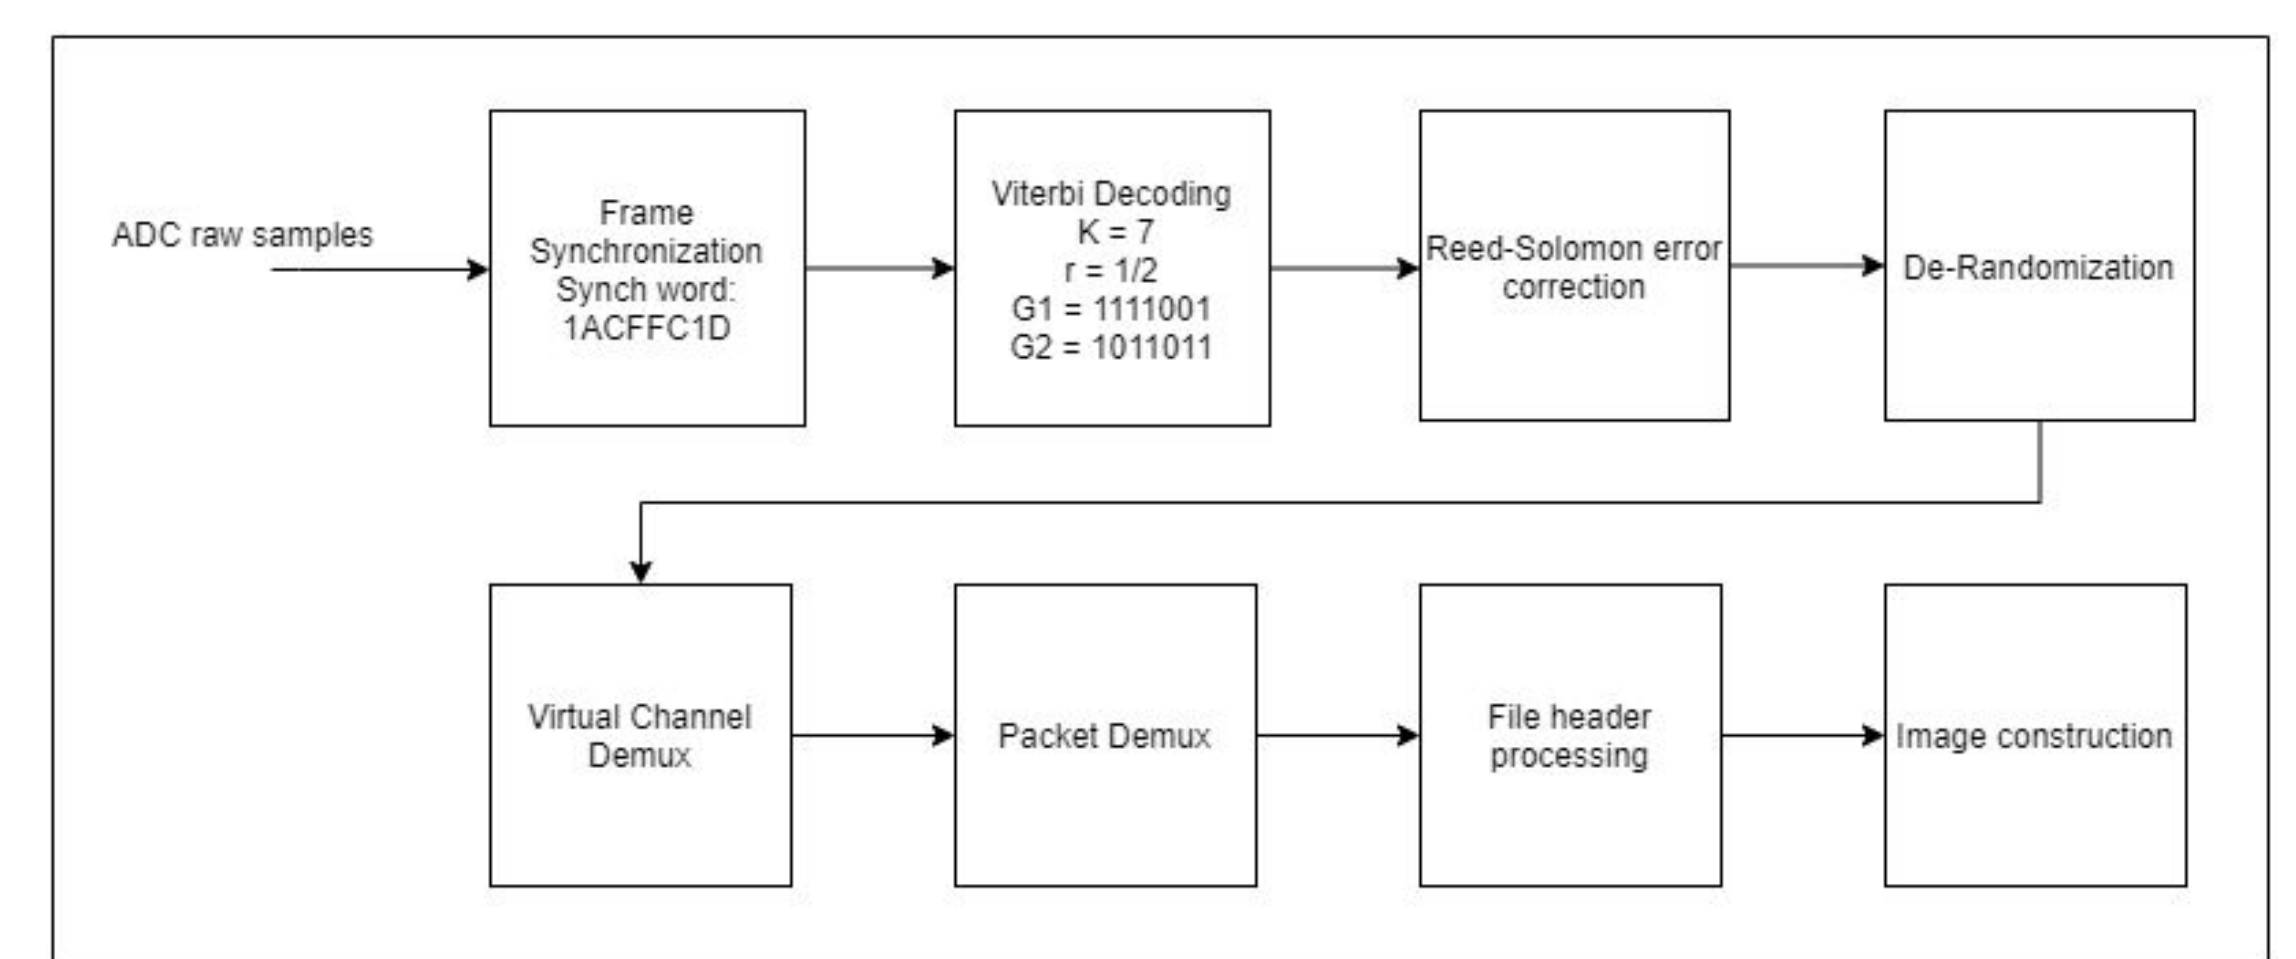 ADC raw samples
Frame
Synchronization
Synch word:
1ACFFC1D
Viterbi Decoding
K = 7
r = 1/2
G1 = 1111001
G2 = 1011011
Reed-Solomon error
correction
De-Randomization
Virtual Channel
Demux
Packet Demux
File header
processing
Image construction